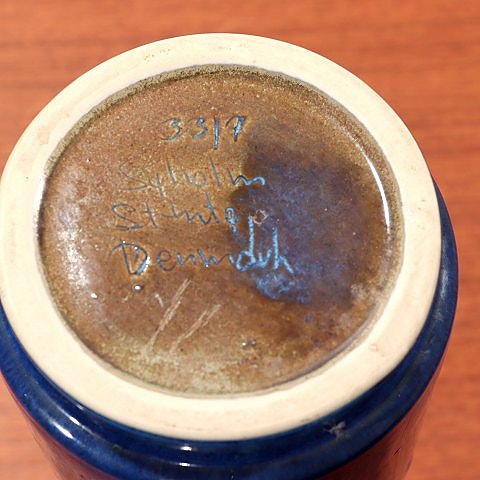 3317
Søholm
Stentøj
Denmark